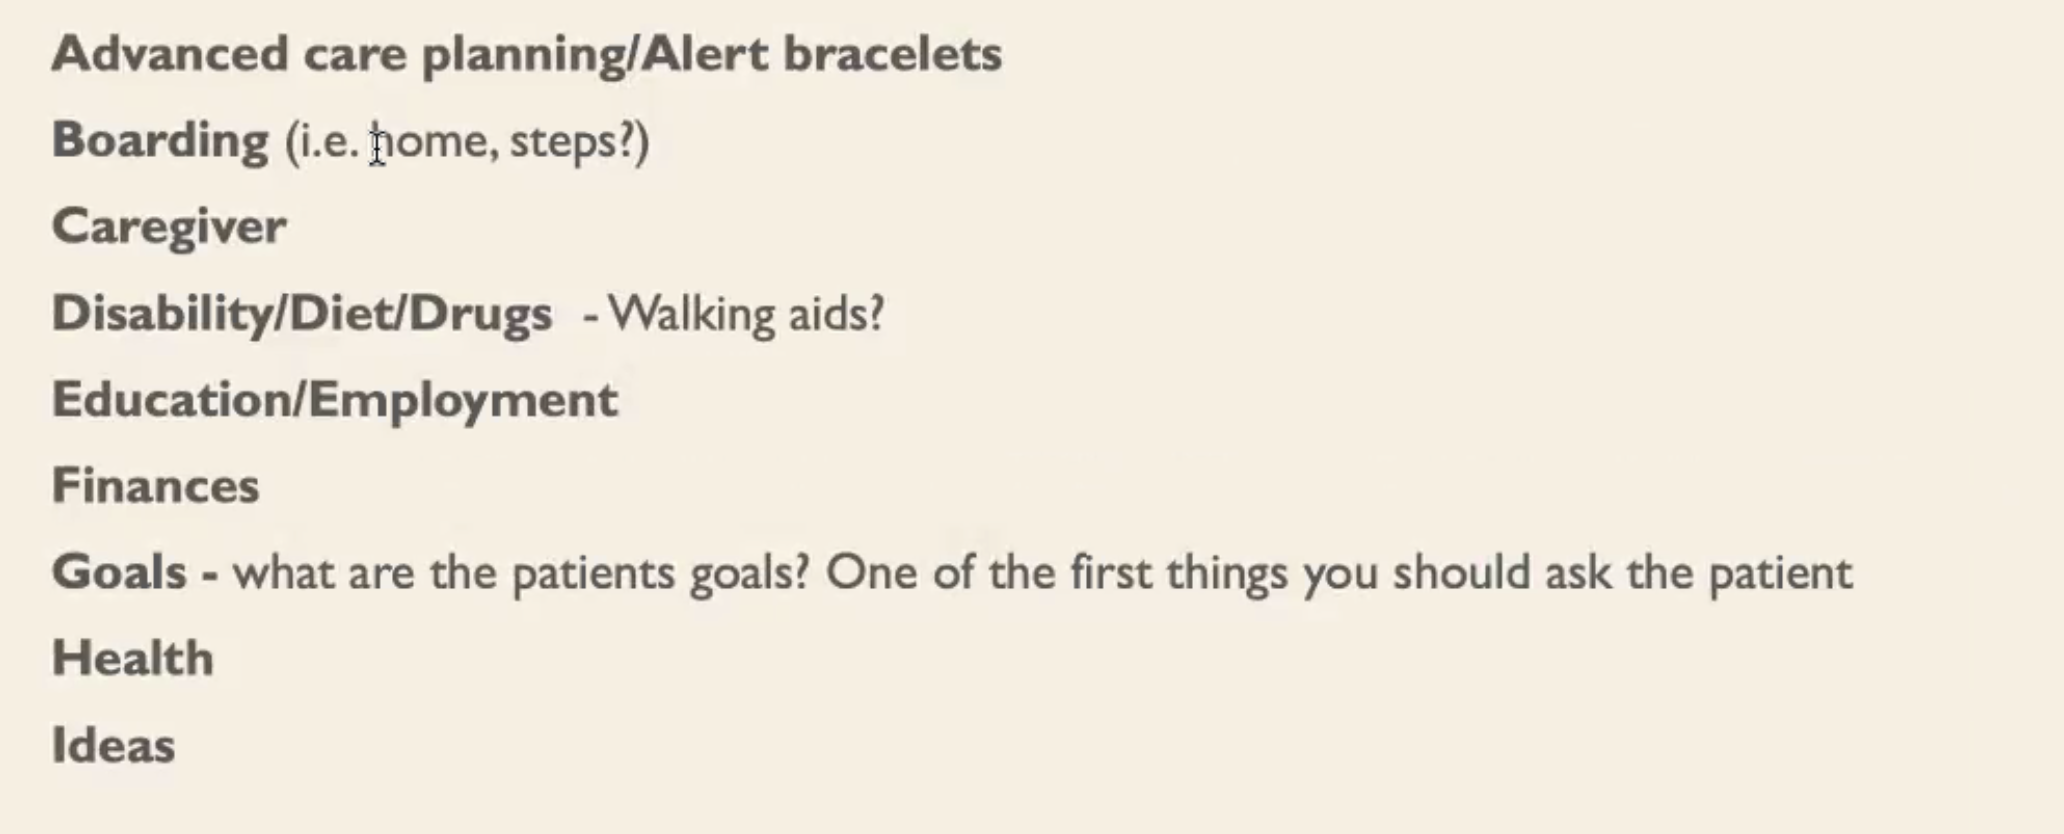 Advanced care planning/Alert bracelets
Boarding (i.e. home, steps?)
Caregiver
Disability/Diet/Drugs - Walking aids?
Education/Employment
Finances
Goals - what are the patients goals? One of the first things you should ask the patient
Health
Ideas